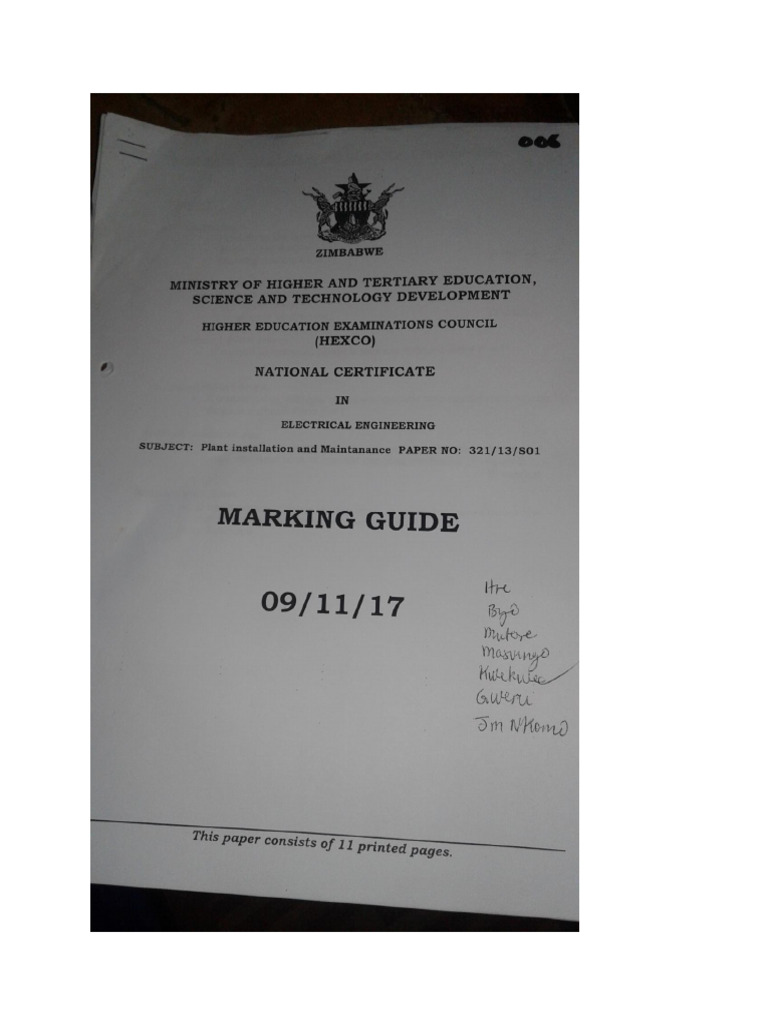 006
ZIMBABWE
MINISTRY OF HIGHER AND TERTIARY EDUCATION,
SCIENCE AND TECHNOLOGY DEVELOPMENT
HIGHER EDUCATION EXAMINATIONS COUNCIL
(HEXCO)
NATIONAL CERTIFICATE
IN
ELECTRICAL ENGINEERING
SUBJECT: Plant installation and Maintanance PAPER NO: 321/13/S01
MARKING GUIDE
09/11/17
Hre
Byo
Mutare
Masvingo
Kwekwe
Gweru
Jm N'Komo
This paper consists of 11 printed pages.